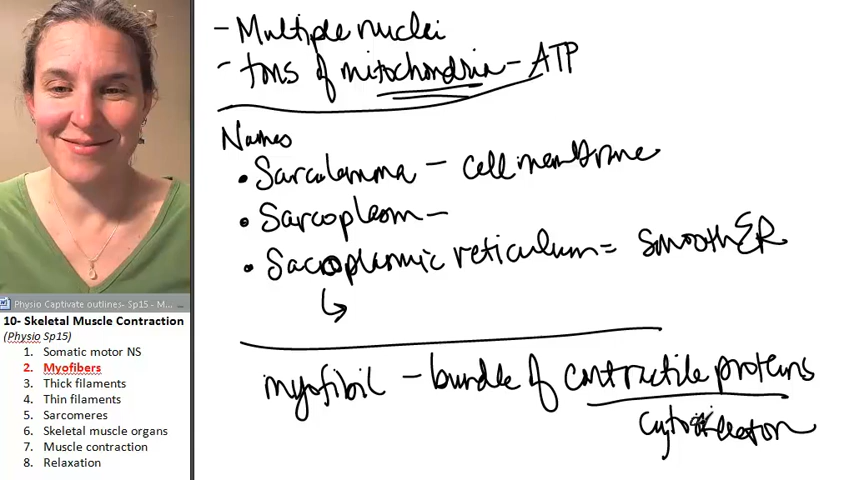 - Multiple nuclei
- tons of mitochondria - ATP
Names
• Sarcolemma - cell membrane
• Sarcoplasm -
• Sacroplasmic reticulum = Smooth ER
myofibil - bundle of contractile proteins
cytoskeleton
Physio Captivate outlines- Sp15 - M...
10- Skeletal Muscle Contraction
(Physio Sp15)
1. Somatic motor NS
2. Myofibers
3. Thick filaments
4. Thin filaments
5. Sarcomeres
6. Skeletal muscle organs
7. Muscle contraction
8. Relaxation